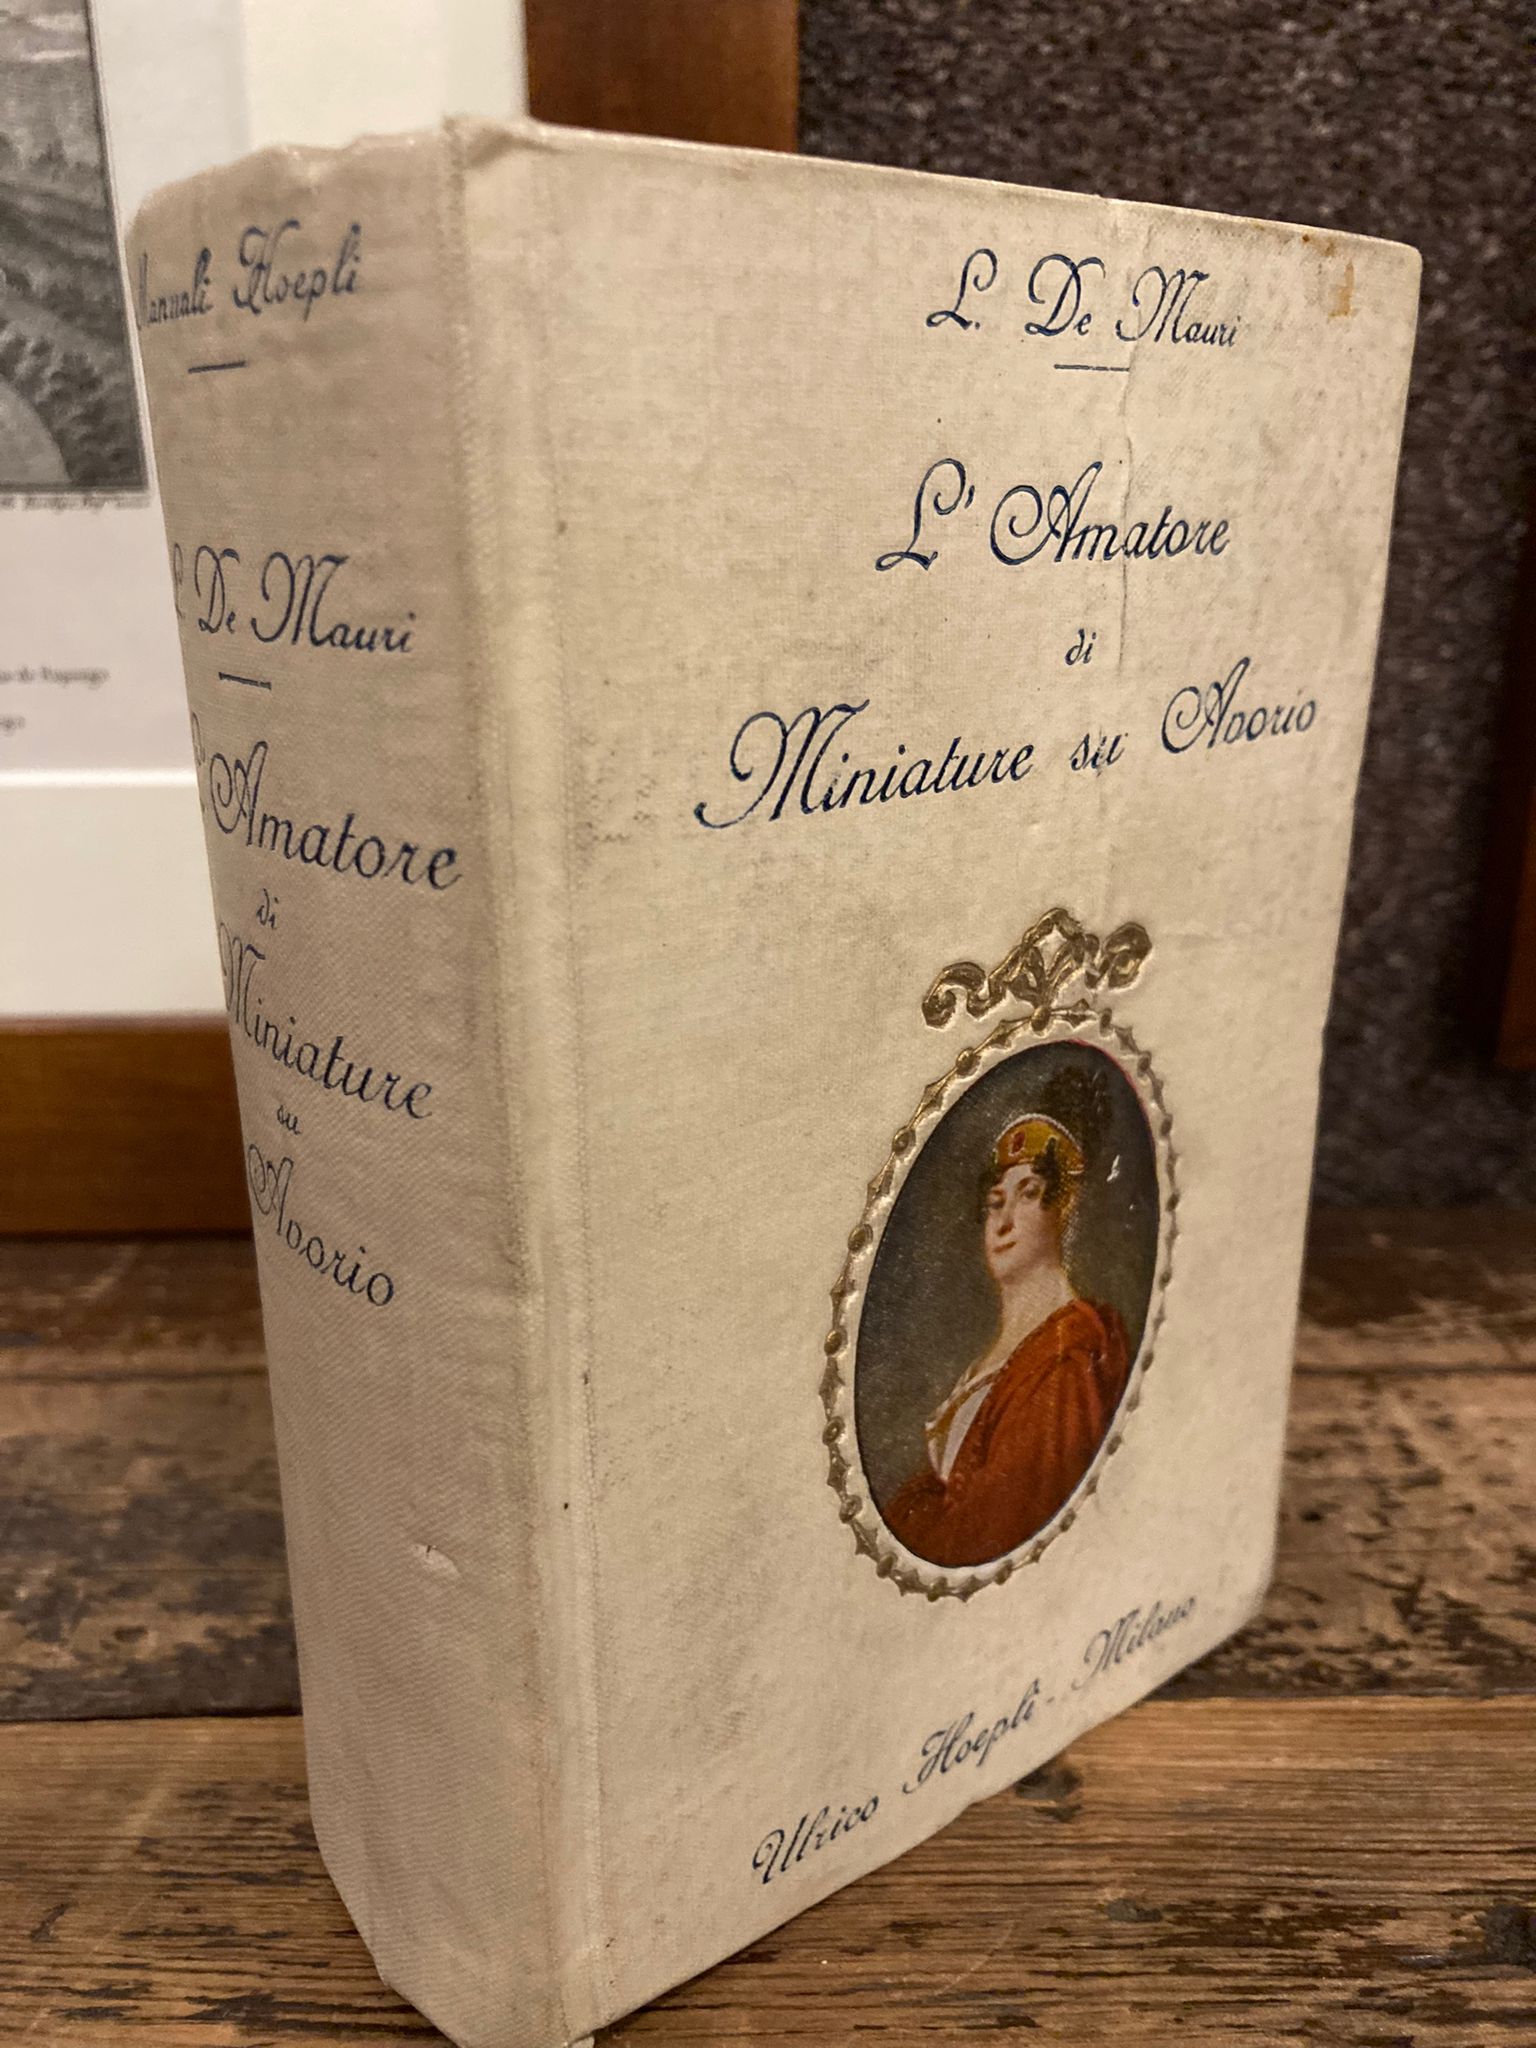 Manuali Hoepli
L. De Mauri
L'Amatore
di
Miniature
su
Avorio
L. De Mauri
L'Amatore
di
Miniature su Avorio
Ulrico Hoepli - Milano